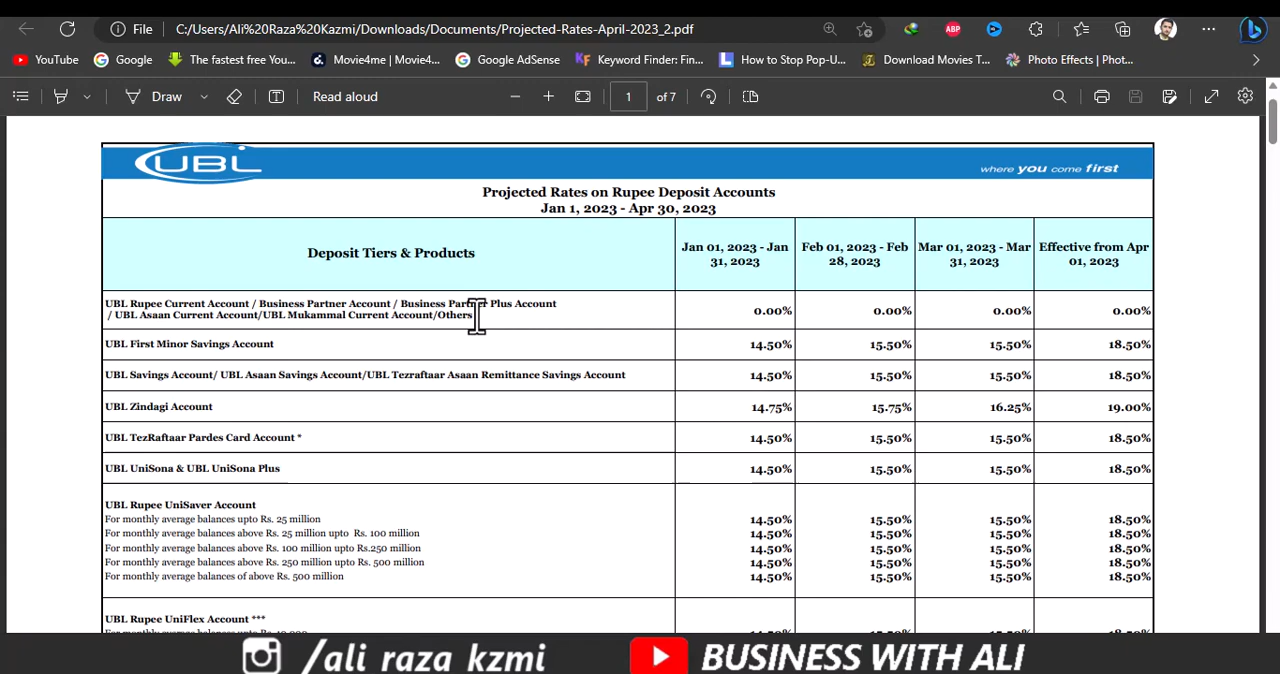 File C:/Users/Ali%20Raza%20Kazmi/Downloads/Documents/Projected-Rates-April-2023_2.pdf
ABP
YouTube Google The fastest free You... Movie4me | Movie4... Google AdSense Keyword Finder: Fin... How to Stop Pop-U... Download Movies T... Photo Effects | Phot...
Draw Read aloud 1 of 7
UBL where you come first
Projected Rates on Rupee Deposit Accounts
Jan 1, 2023 - Apr 30, 2023
Deposit Tiers & Products
Jan 01, 2023 - Jan 31, 2023
Feb 01, 2023 - Feb 28, 2023
Mar 01, 2023 - Mar 31, 2023
Effective from Apr 01, 2023
UBL Rupee Current Account / Business Partner Account / Business Partner Plus Account
/ UBL Asaan Current Account/UBL Mukammal Current Account/Others 0.00% 0.00% 0.00% 0.00%
UBL First Minor Savings Account 14.50% 15.50% 15.50% 18.50%
UBL Savings Account/ UBL Asaan Savings Account/UBL Tezraftaar Asaan Remittance Savings Account 14.50% 15.50% 15.50% 18.50%
UBL Zindagi Account 14.75% 15.75% 16.25% 19.00%
UBL TezRaftaar Pardes Card Account * 14.50% 15.50% 15.50% 18.50%
UBL UniSona & UBL UniSona Plus 14.50% 15.50% 15.50% 18.50%
UBL Rupee UniSaver Account
For monthly average balances upto Rs. 25 million 14.50% 15.50% 15.50% 18.50%
For monthly average balances above Rs. 25 million upto Rs. 100 million 14.50% 15.50% 15.50% 18.50%
For monthly average balances above Rs. 100 million upto Rs.250 million 14.50% 15.50% 15.50% 18.50%
For monthly average balances above Rs. 250 million upto Rs. 500 million 14.50% 15.50% 15.50% 18.50%
For monthly average balances of above Rs. 500 million 14.50% 15.50% 15.50% 18.50%
UBL Rupee UniFlex Account ***
/ali raza kzmi BUSINESS WITH ALI